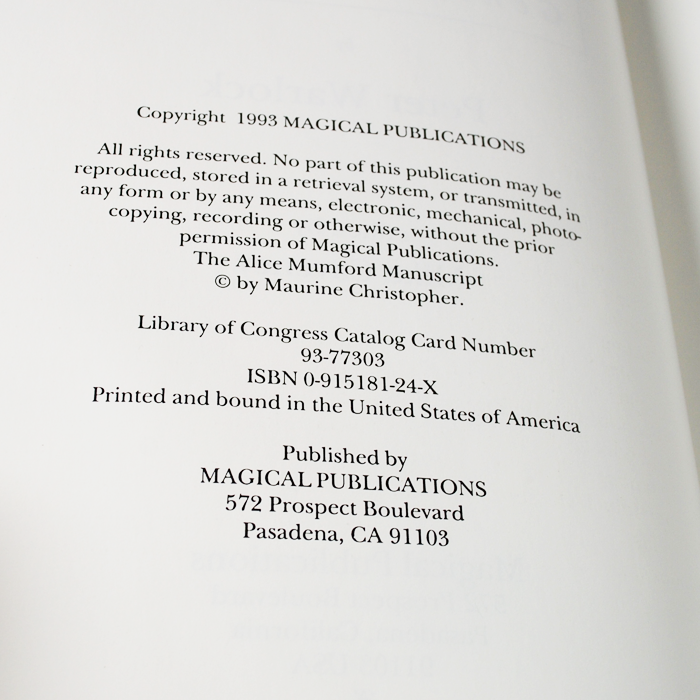 Copyright 1993 MAGICAL PUBLICATIONS
All rights reserved. No part of this publication may be
reproduced, stored in a retrieval system, or transmitted, in
any form or by any means, electronic, mechanical, photo-
copying, recording or otherwise, without the prior
permission of Magical Publications.
The Alice Mumford Manuscript
© by Maurine Christopher.
Library of Congress Catalog Card Number
93-77303
ISBN 0-915181-24-X
Printed and bound in the United States of America
Published by
MAGICAL PUBLICATIONS
572 Prospect Boulevard
Pasadena, CA 91103